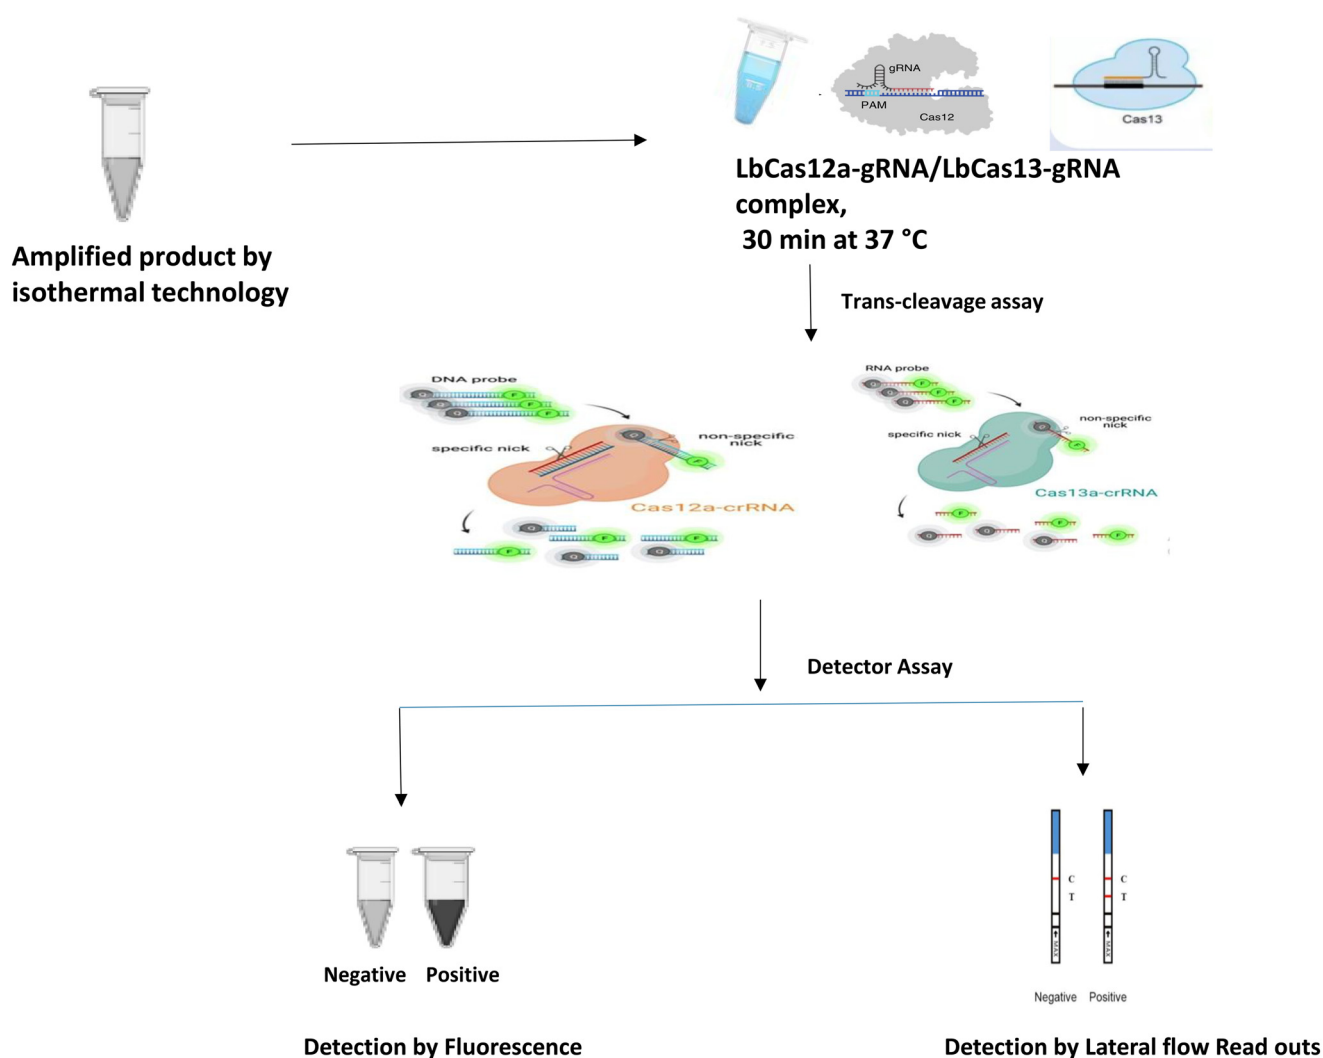 gRNA
PAM
Cas12
Cas13
LbCas12a-gRNA/LbCas13-gRNA
complex,
30 min at 37 °C
Amplified product by
isothermal technology
Trans-cleavage assay
DNA probe
Q F
Q F
Q F
specific nick
Q
non-specific
nick
F
Cas12a-crRNA
Q
F
F
F
Q
Q
RNA probe
Q F
Q F
Q F
specific nick
Q
non-specific
nick
F
Cas13a-crRNA
F
F
Q
Q
Q
F
Detector Assay
C
T
C
T
MAX
MAX
Negative Positive
Negative Positive
Detection by Fluorescence
Detection by Lateral flow Read outs